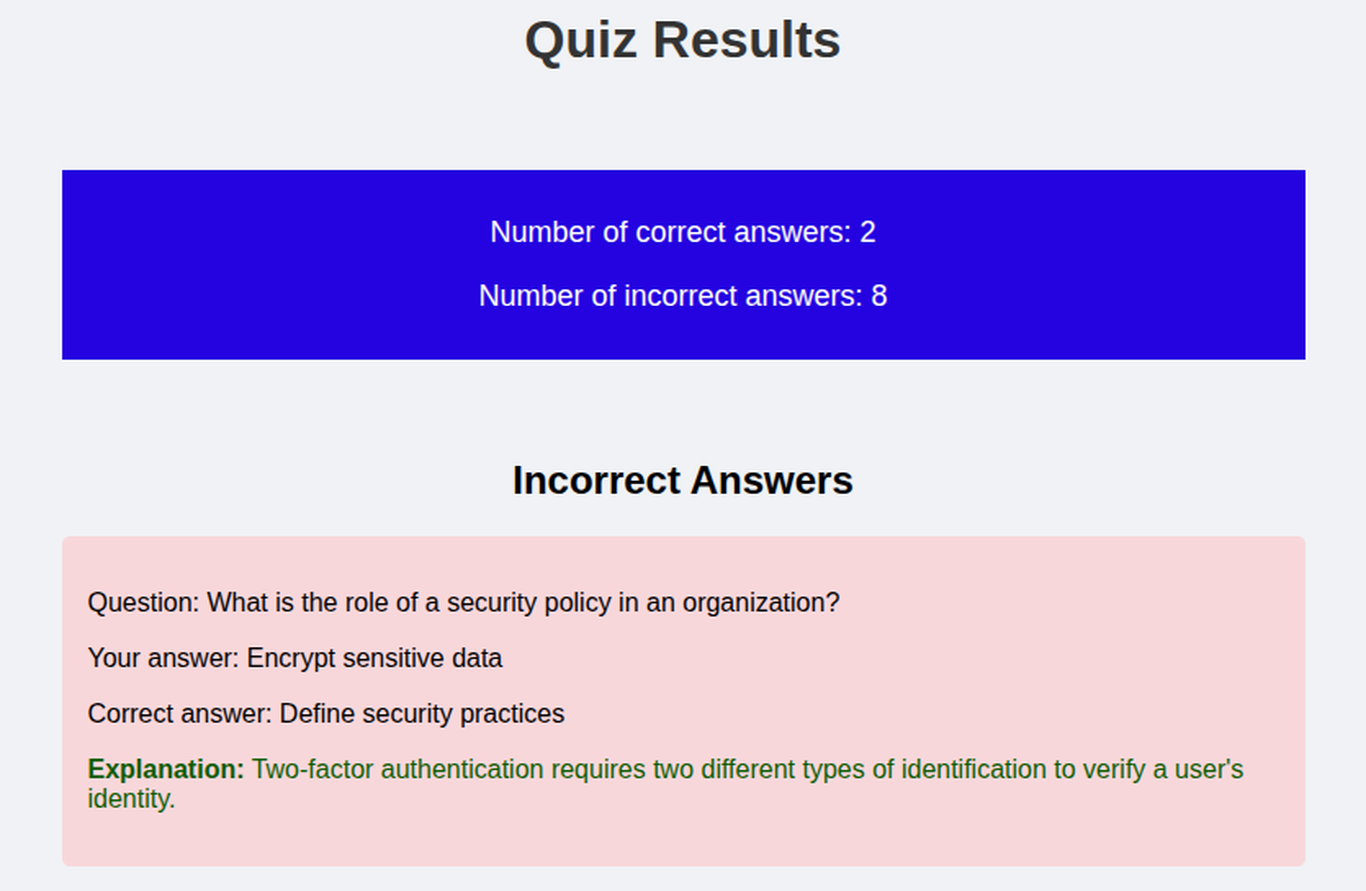 Quiz Results
Number of correct answers: 2
Number of incorrect answers: 8
Incorrect Answers
Question: What is the role of a security policy in an organization?
Your answer: Encrypt sensitive data
Correct answer: Define security practices
Explanation: Two-factor authentication requires two different types of identification to verify a user's
identity.